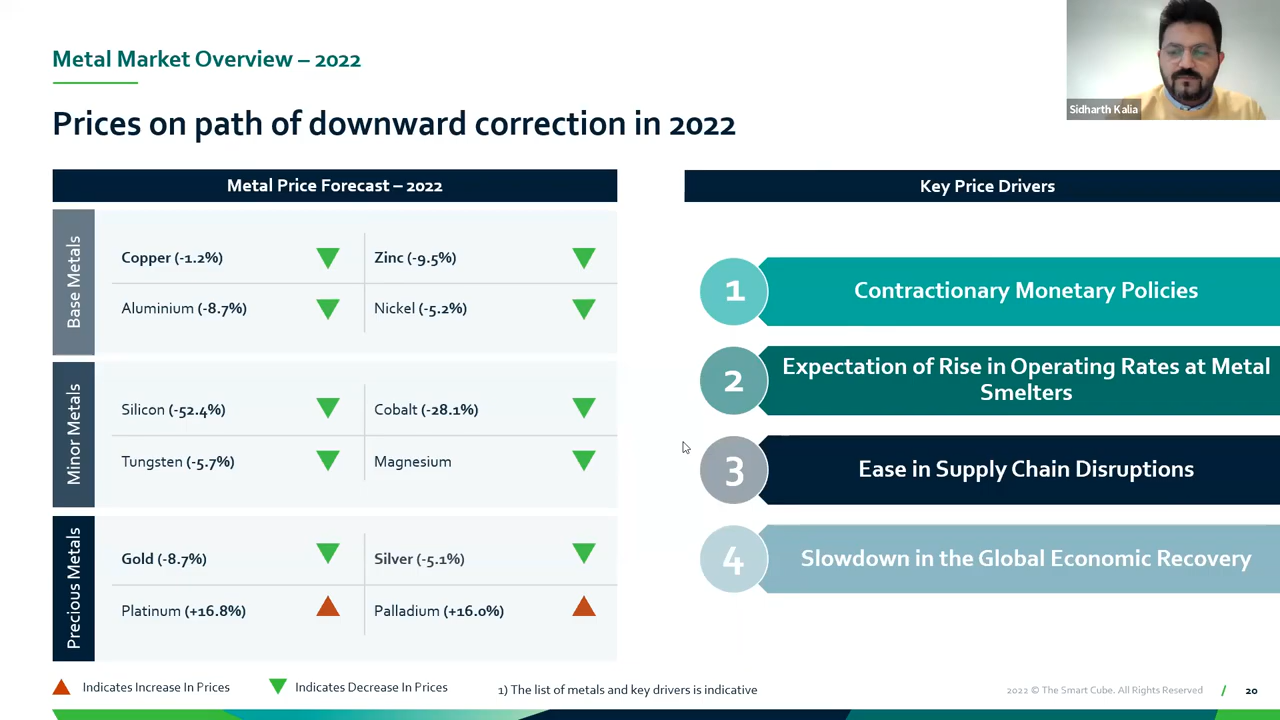 Metal Market Overview – 2022
Sidharth Kalia
Prices on path of downward correction in 2022
Metal Price Forecast – 2022
Base Metals
Copper (-1.2%)
Zinc (-9.5%)
Aluminium (-8.7%)
Nickel (-5.2%)
Minor Metals
Silicon (-52.4%)
Cobalt (-28.1%)
Tungsten (-5.7%)
Magnesium
Precious Metals
Gold (-8.7%)
Silver (-5.1%)
Platinum (+16.8%)
Palladium (+16.0%)
Indicates Increase In Prices
Indicates Decrease In Prices
Key Price Drivers
1
Contractionary Monetary Policies
2
Expectation of Rise in Operating Rates at Metal
Smelters
3
Ease in Supply Chain Disruptions
4
Slowdown in the Global Economic Recovery
1) The list of metals and key drivers is indicative
2022 © The Smart Cube. All Rights Reserved / 20